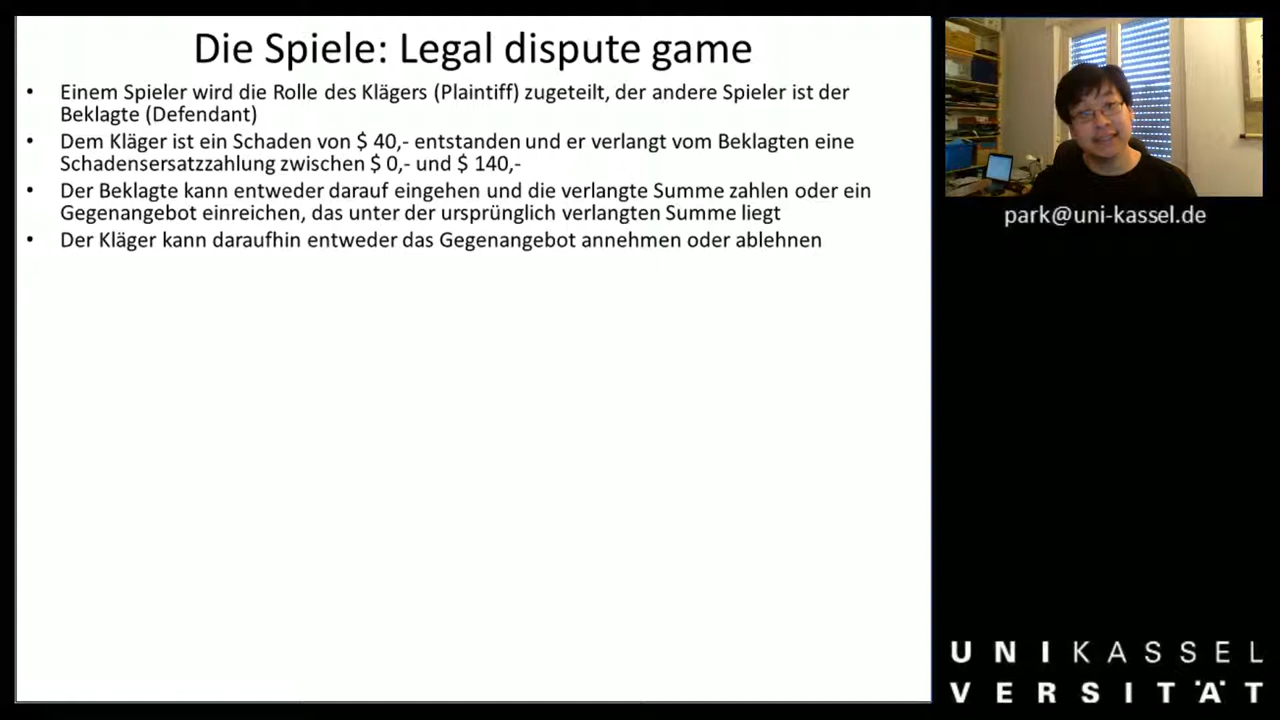 Die Spiele: Legal dispute game
• Einem Spieler wird die Rolle des Klägers (Plaintiff) zugeteilt, der andere Spieler ist der
Beklagte (Defendant)
• Dem Kläger ist ein Schaden von $ 40,- entstanden und er verlangt vom Beklagten eine
Schadensersatzzahlung zwischen $ 0,- und $ 140,-
• Der Beklagte kann entweder darauf eingehen und die verlangte Summe zahlen oder ein
Gegenangebot einreichen, das unter der ursprünglich verlangten Summe liegt
• Der Kläger kann daraufhin entweder das Gegenangebot annehmen oder ablehnen
park@uni-kassel.de
UNIKASSEL
VERSITÄT